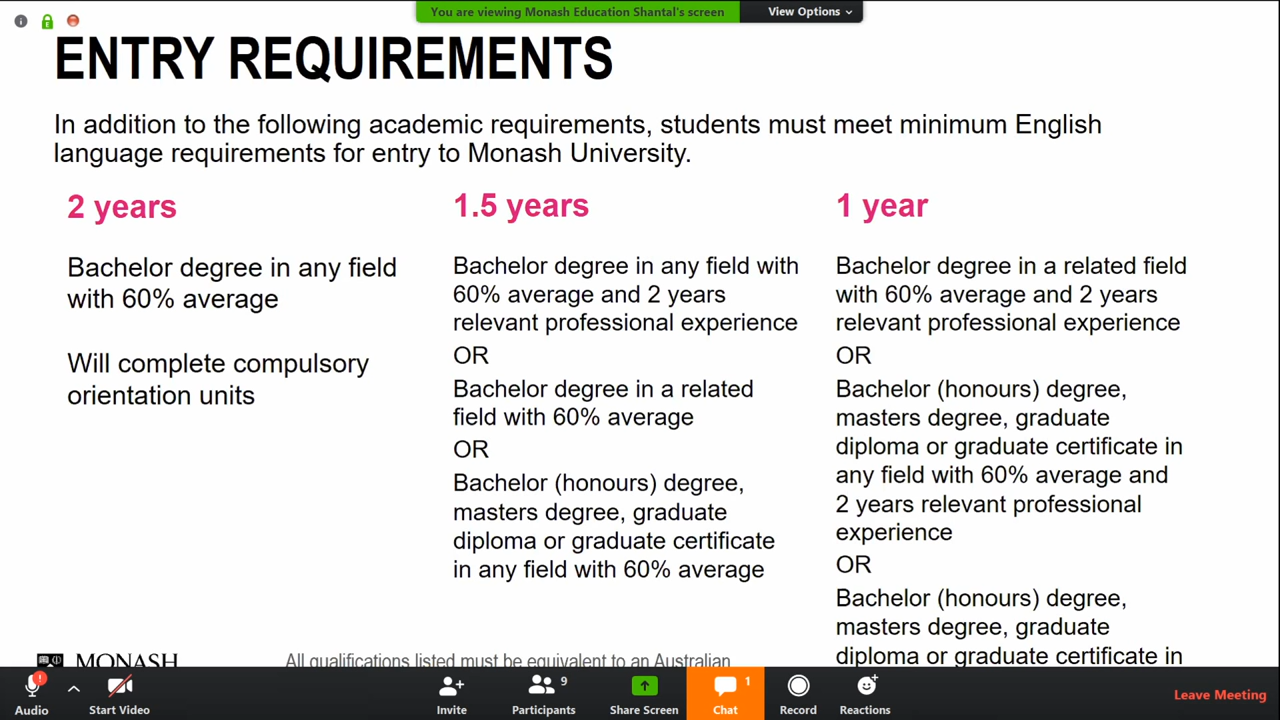 You are viewing Monash Education Shantal's screen
View Options
ENTRY REQUIREMENTS
In addition to the following academic requirements, students must meet minimum English
language requirements for entry to Monash University.
2 years
Bachelor degree in any field
with 60% average
Will complete compulsory
orientation units
1.5 years
Bachelor degree in any field with
60% average and 2 years
relevant professional experience
OR
Bachelor degree in a related
field with 60% average
OR
Bachelor (honours) degree,
masters degree, graduate
diploma or graduate certificate
in any field with 60% average
1 year
Bachelor degree in a related field
with 60% average and 2 years
relevant professional experience
OR
Bachelor (honours) degree,
masters degree, graduate
diploma or graduate certificate in
any field with 60% average and
2 years relevant professional
experience
OR
Bachelor (honours) degree,
masters degree, graduate
diploma or graduate certificate in
MONASH
All qualifications listed must be equivalent to an Australian
Audio
Start Video
Invite
Participants 9
Share Screen
Chat 1
Record
Reactions
Leave Meeting